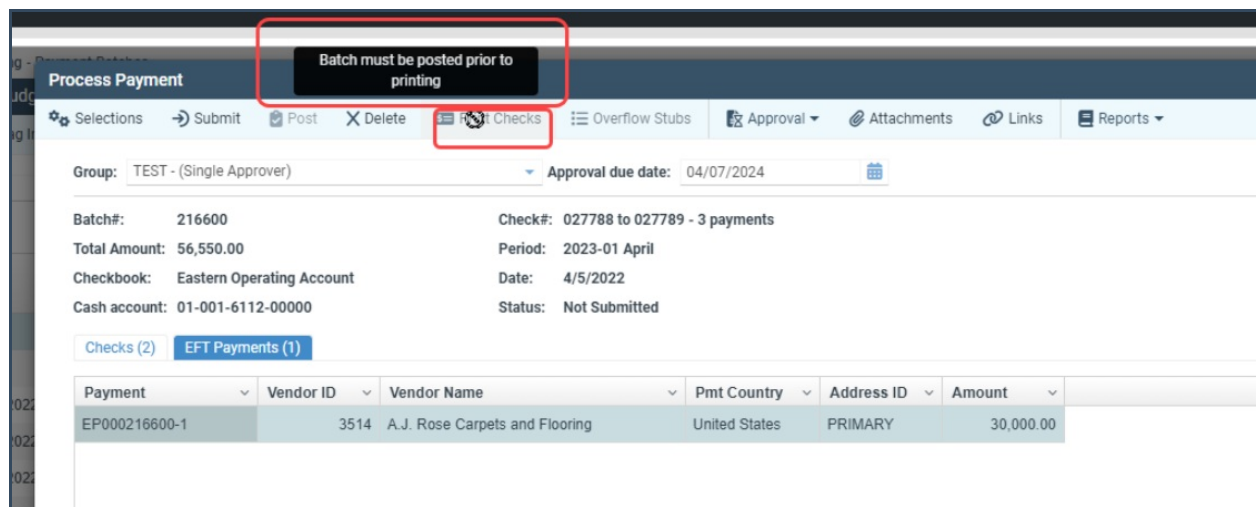 Batch must be posted prior to
printing
Process Payment
Selections Submit Post Delete Checks Overflow Stubs Approval Attachments Links Reports
Group: TEST - (Single Approver) Approval due date: 04/07/2024
Batch#: 216600 Check#: 027788 to 027789 - 3 payments
Total Amount: 56,550.00 Period: 2023-01 April
Checkbook: Eastern Operating Account Date: 4/5/2022
Cash account: 01-001-6112-00000 Status: Not Submitted
Checks (2) EFT Payments (1)
Payment Vendor ID Vendor Name Pmt Country Address ID Amount
EP000216600-1 3514 A.J. Rose Carpets and Flooring United States PRIMARY 30,000.00